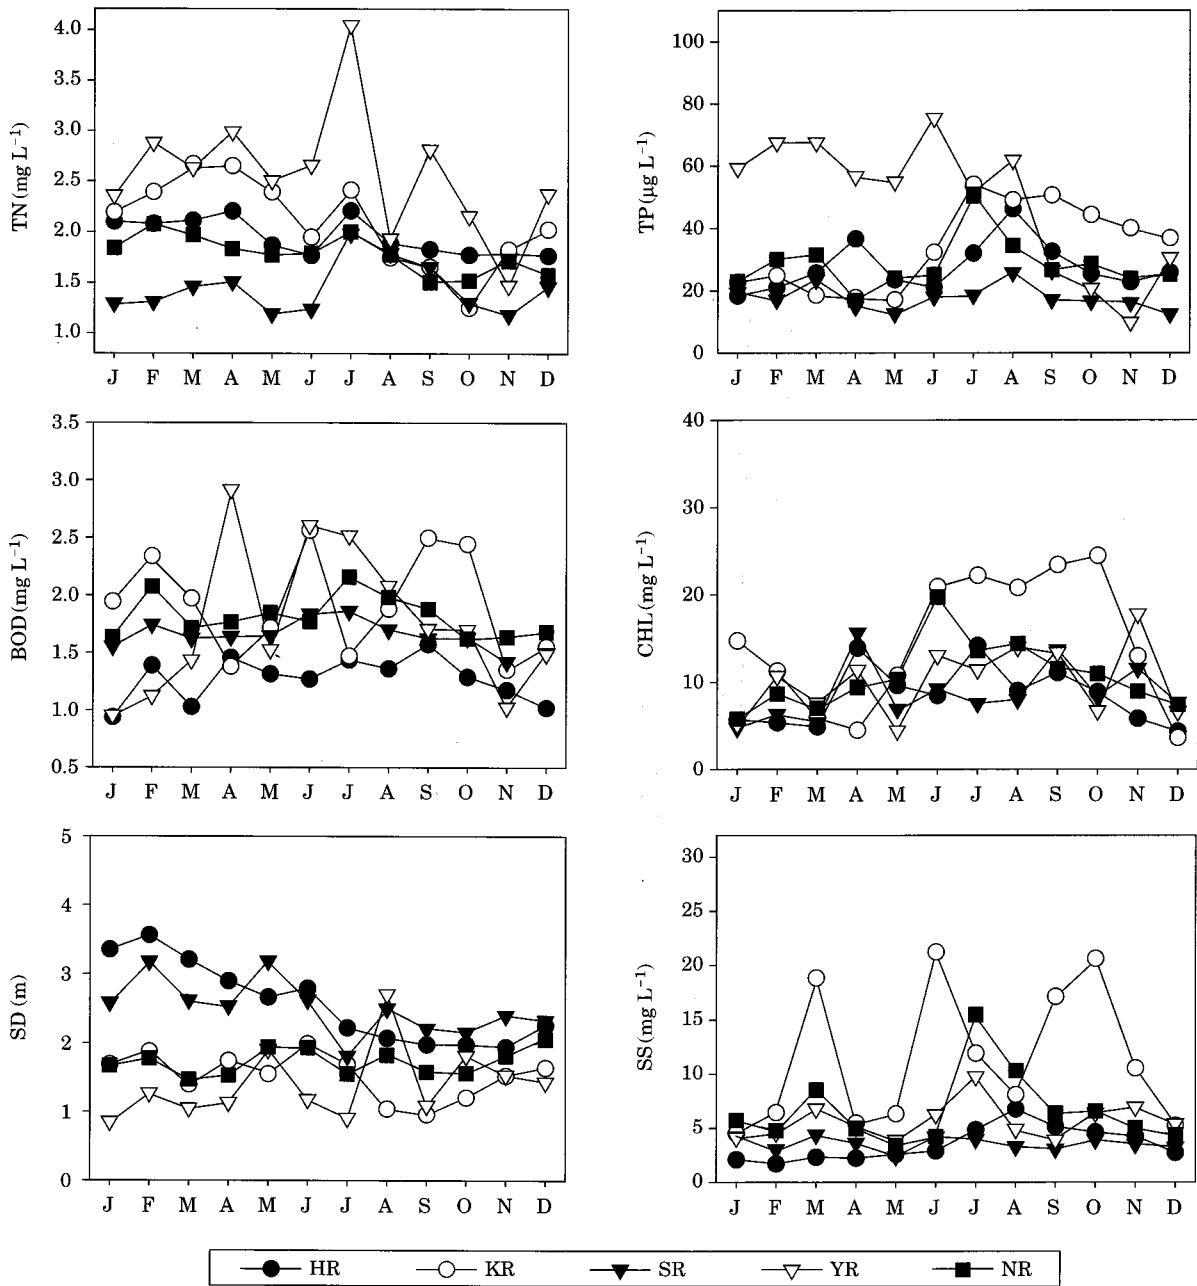 4.0
3.5
3.0
2.5
2.0
1.5
1.0
TN (mg L⁻¹)
J F M A M J J A S O N D
100
80
60
40
20
0
TP (µg L⁻¹)
J F M A M J J A S O N D
3.5
3.0
2.5
2.0
1.5
1.0
0.5
BOD (mg L⁻¹)
J F M A M J J A S O N D
40
30
20
10
0
CHL (mg L⁻¹)
J F M A M J J A S O N D
5
4
3
2
1
0
SD (m)
J F M A M J J A S O N D
30
25
20
15
10
5
0
SS (mg L⁻¹)
J F M A M J J A S O N D
HR KR SR YR NR